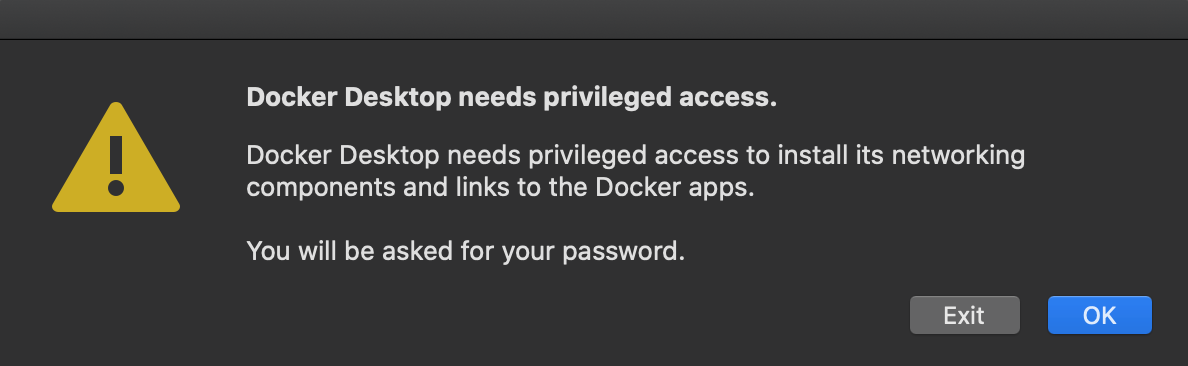 Docker Desktop needs privileged access.
Docker Desktop needs privileged access to install its networking
components and links to the Docker apps.
You will be asked for your password.
Exit
OK